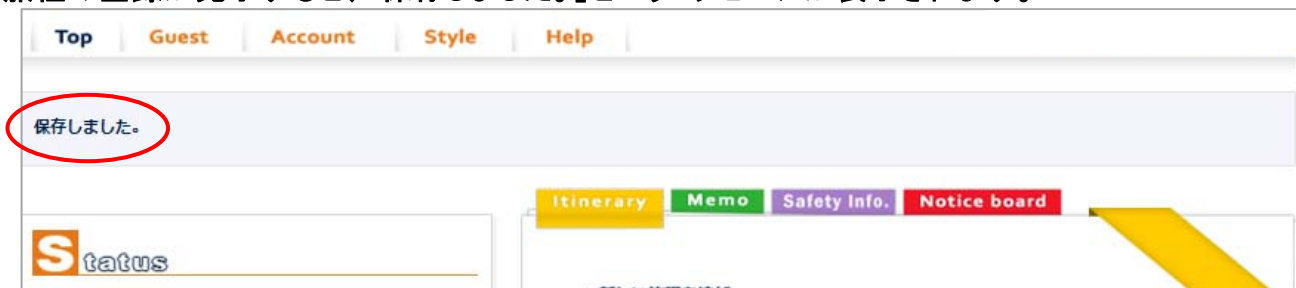 Top Guest Account Style Help
保存しました。
Itinerary Memo Safety Info. Notice board
Status